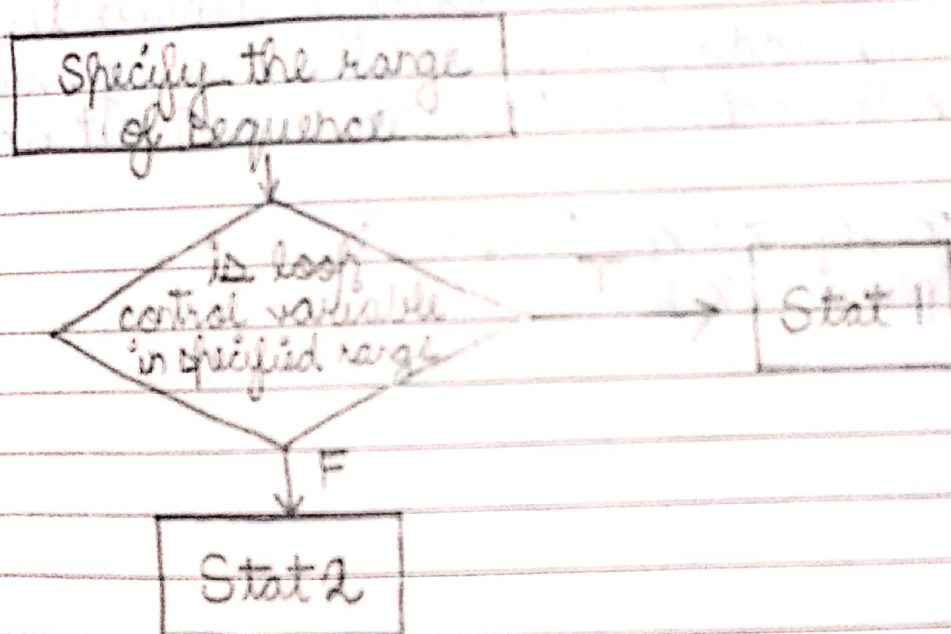 Specify the range
of sequence
is loop
control variable
in specified range
T
Stat 1
F
Stat 2